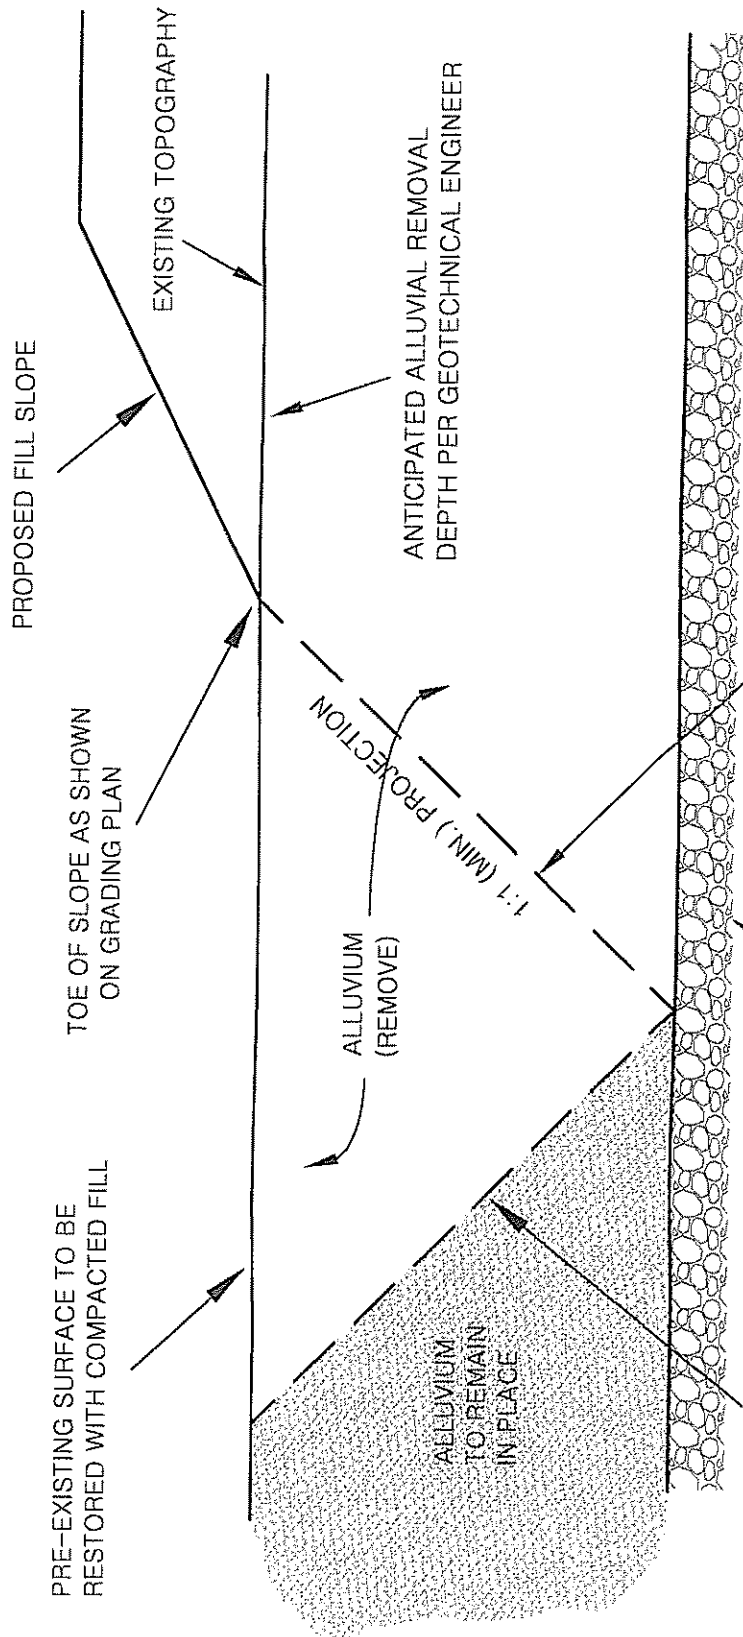 PROPOSED FILL SLOPE
TOE OF SLOPE AS SHOWN
ON GRADING PLAN
EXISTING TOPOGRAPHY
PRE-EXISTING SURFACE TO BE
RESTORED WITH COMPACTED FILL
1:1 (MIN.) PROJECTION
ALLUVIUM
(REMOVE)
ANTICIPATED ALLUVIAL REMOVAL
DEPTH PER GEOTECHNICAL ENGINEER
ALLUVIUM
TO REMAIN
IN PLACE